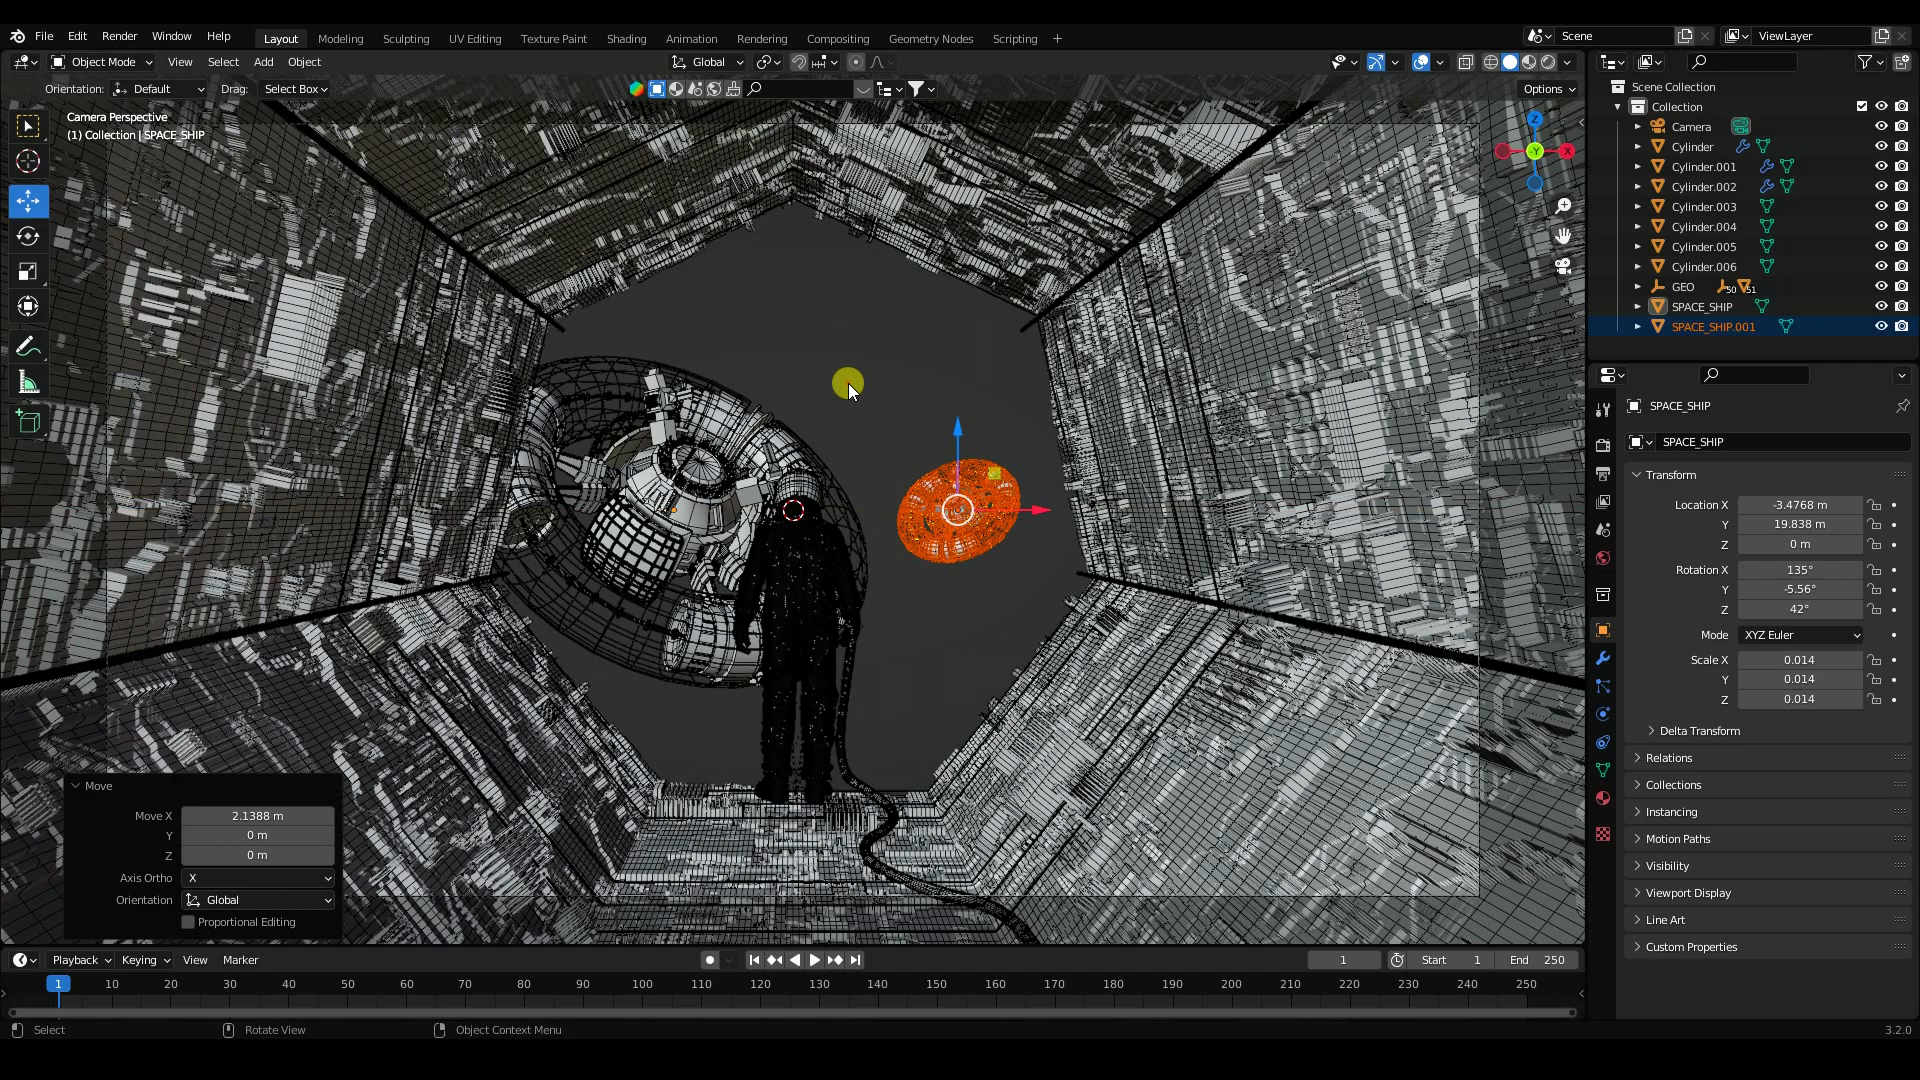 File Edit Render Window Help Layout Modeling Sculpting UV Editing Texture Paint Shading Animation Rendering Compositing Geometry Nodes Scripting + Scene ViewLayer
Object Mode View Select Add Object Global
Orientation: Default Drag: Select Box Options
Camera Perspective
(1) Collection | SPACE_SHIP
Z
X
Y
Scene Collection
Collection
Camera
Cylinder
Cylinder.001
Cylinder.002
Cylinder.003
Cylinder.004
Cylinder.005
Cylinder.006
GEO 50 51
SPACE_SHIP
SPACE_SHIP.001
SPACE_SHIP
SPACE_SHIP
Transform
Location X -3.4768 m
Y 19.838 m
Z 0 m
Rotation X 135°
Y -5.56°
Z 42°
Mode XYZ Euler
Scale X 0.014
Y 0.014
Z 0.014
Delta Transform
Relations
Collections
Instancing
Motion Paths
Visibility
Viewport Display
Line Art
Custom Properties
Move
Move X 2.1388 m
Y 0 m
Z 0 m
Axis Ortho X
Orientation Global
Proportional Editing
Playback Keying View Marker 1 Start 1 End 250
1 10 20 30 40 50 60 70 80 90 100 110 120 130 140 150 160 170 180 190 200 210 220 230 240 250
Select Rotate View Object Context Menu 3.2.0